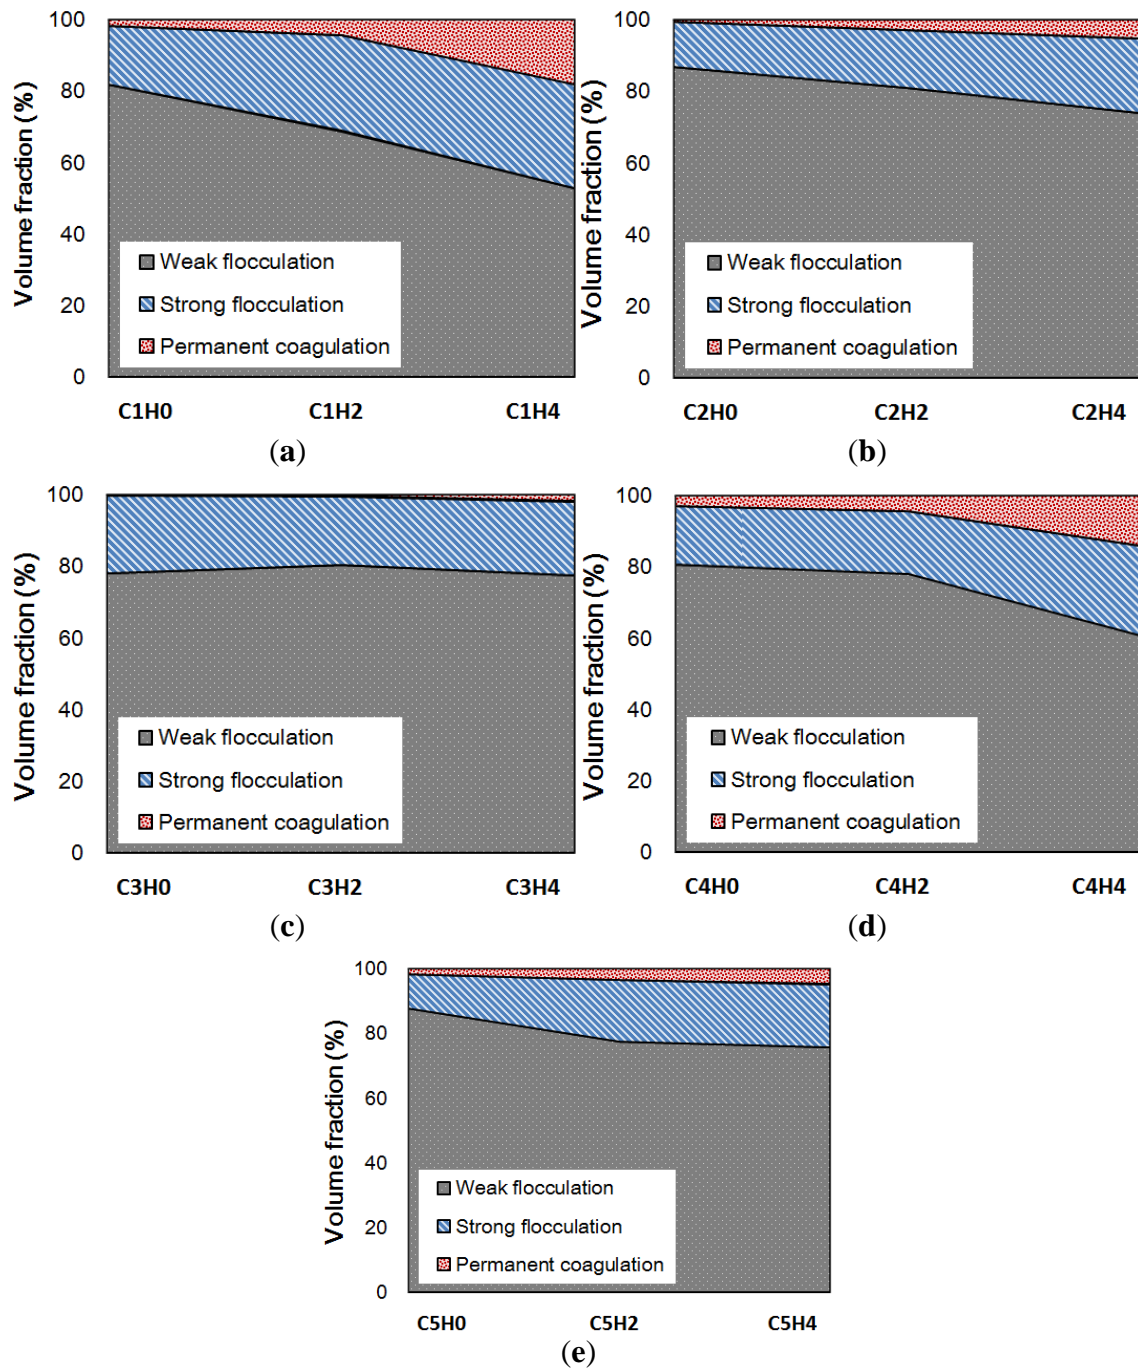 Volume fraction (%)
100
80
60
40
20
0
Weak flocculation
Strong flocculation
Permanent coagulation
C1H0 C1H2 C1H4
(a)
Volume fraction (%)
100
80
60
40
20
0
Weak flocculation
Strong flocculation
Permanent coagulation
C2H0 C2H2 C2H4
(b)
Volume fraction (%)
100
80
60
40
20
0
Weak flocculation
Strong flocculation
Permanent coagulation
C3H0 C3H2 C3H4
(c)
Volume fraction (%)
100
80
60
40
20
0
Weak flocculation
Strong flocculation
Permanent coagulation
C4H0 C4H2 C4H4
(d)
Volume fraction (%)
100
80
60
40
20
0
Weak flocculation
Strong flocculation
Permanent coagulation
C5H0 C5H2 C5H4
(e)